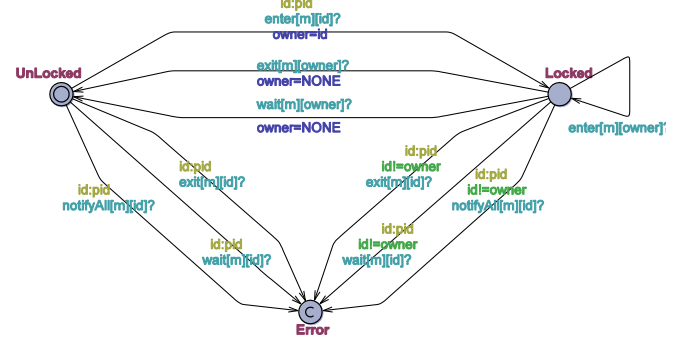 id:pid
enter[m][id]?
owner=id
UnLocked
exit[m][owner]?
Locked
owner=NONE
wait[m][owner]?
owner=NONE
enter[m][owner]?
id:pid
exit[m][id]?
id:pid
id!=owner
exit[m][id]?
id:pid
notifyAll[m][id]?
id:pid
id!=owner
notifyAll[m][id]?
id:pid
wait[m][id]?
id:pid
id!=owner
wait[m][id]?
C
Error